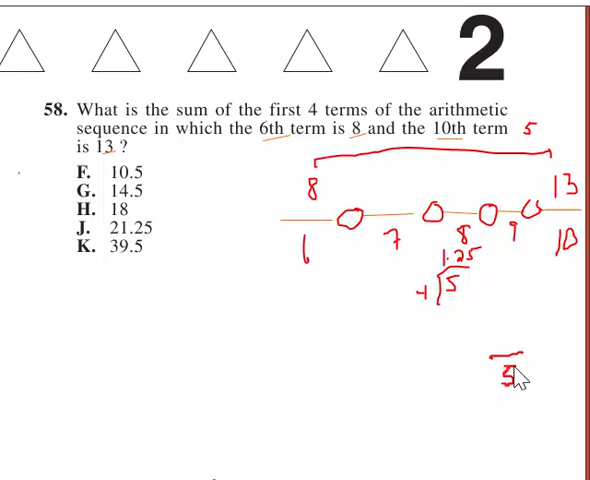 2
58. What is the sum of the first 4 terms of the arithmetic
sequence in which the 6th term is 8 and the 10th term
is 13 ?
F. 10.5
G. 14.5
H. 18
J. 21.25
K. 39.5
5
8 13
6 7 8 9 10
1.25
4 5
5